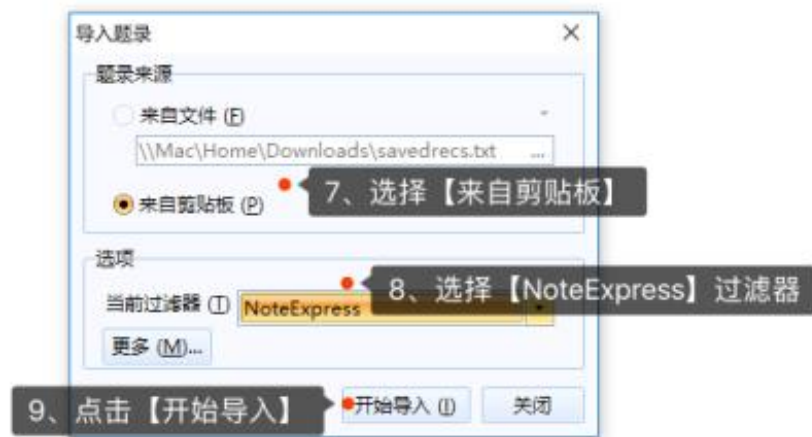 导入题录
题录来源
来自文件 (F)
\\Mac\Home\Downloads\savedrecs.txt ...
7、选择【来自剪贴板】
来自剪贴板 (P)
选项
8、选择【NoteExpress】过滤器
当前过滤器 (T) NoteExpress
更多 (M)...
9、点击【开始导入】 开始导入 (I) 关闭